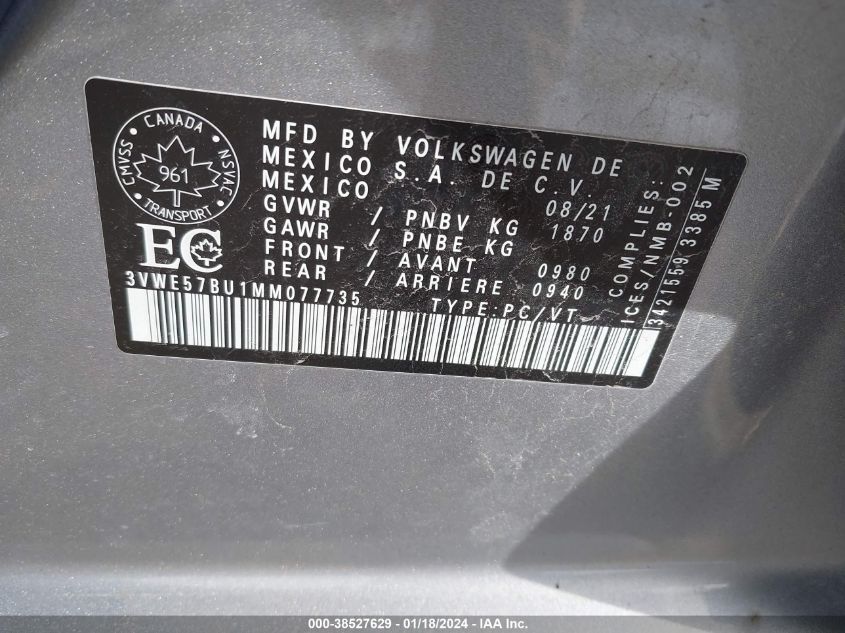 CANADA
CMVSS
NSVAC
961
TRANSPORT
EC
MFD BY VOLKSWAGEN DE
MEXICO S.A. DE C.V.
MEXICO
08/21
GVWR / PNBV KG 1870
GAWR / PNBE KG
FRONT / AVANT 0980
REAR / ARRIERE 0940
3VWE57BU1MM077735
TYPE:PC/VT
COMPLIES:
ICES/NMB-002
3421559 3385 M
000-38527629 - 01/18/2024 - IAA Inc.